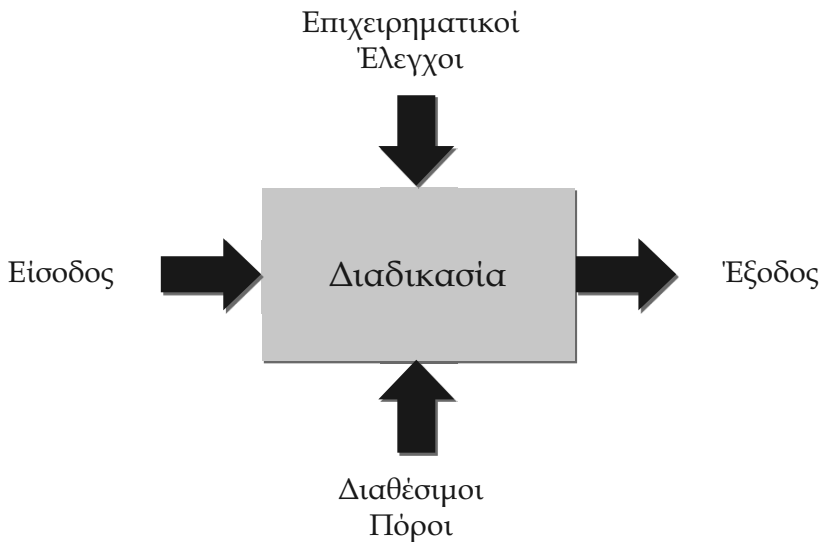 Επιχειρηματικοί
Έλεγχοι
Είσοδος
Διαδικασία
Έξοδος
Διαθέσιμοι
Πόροι